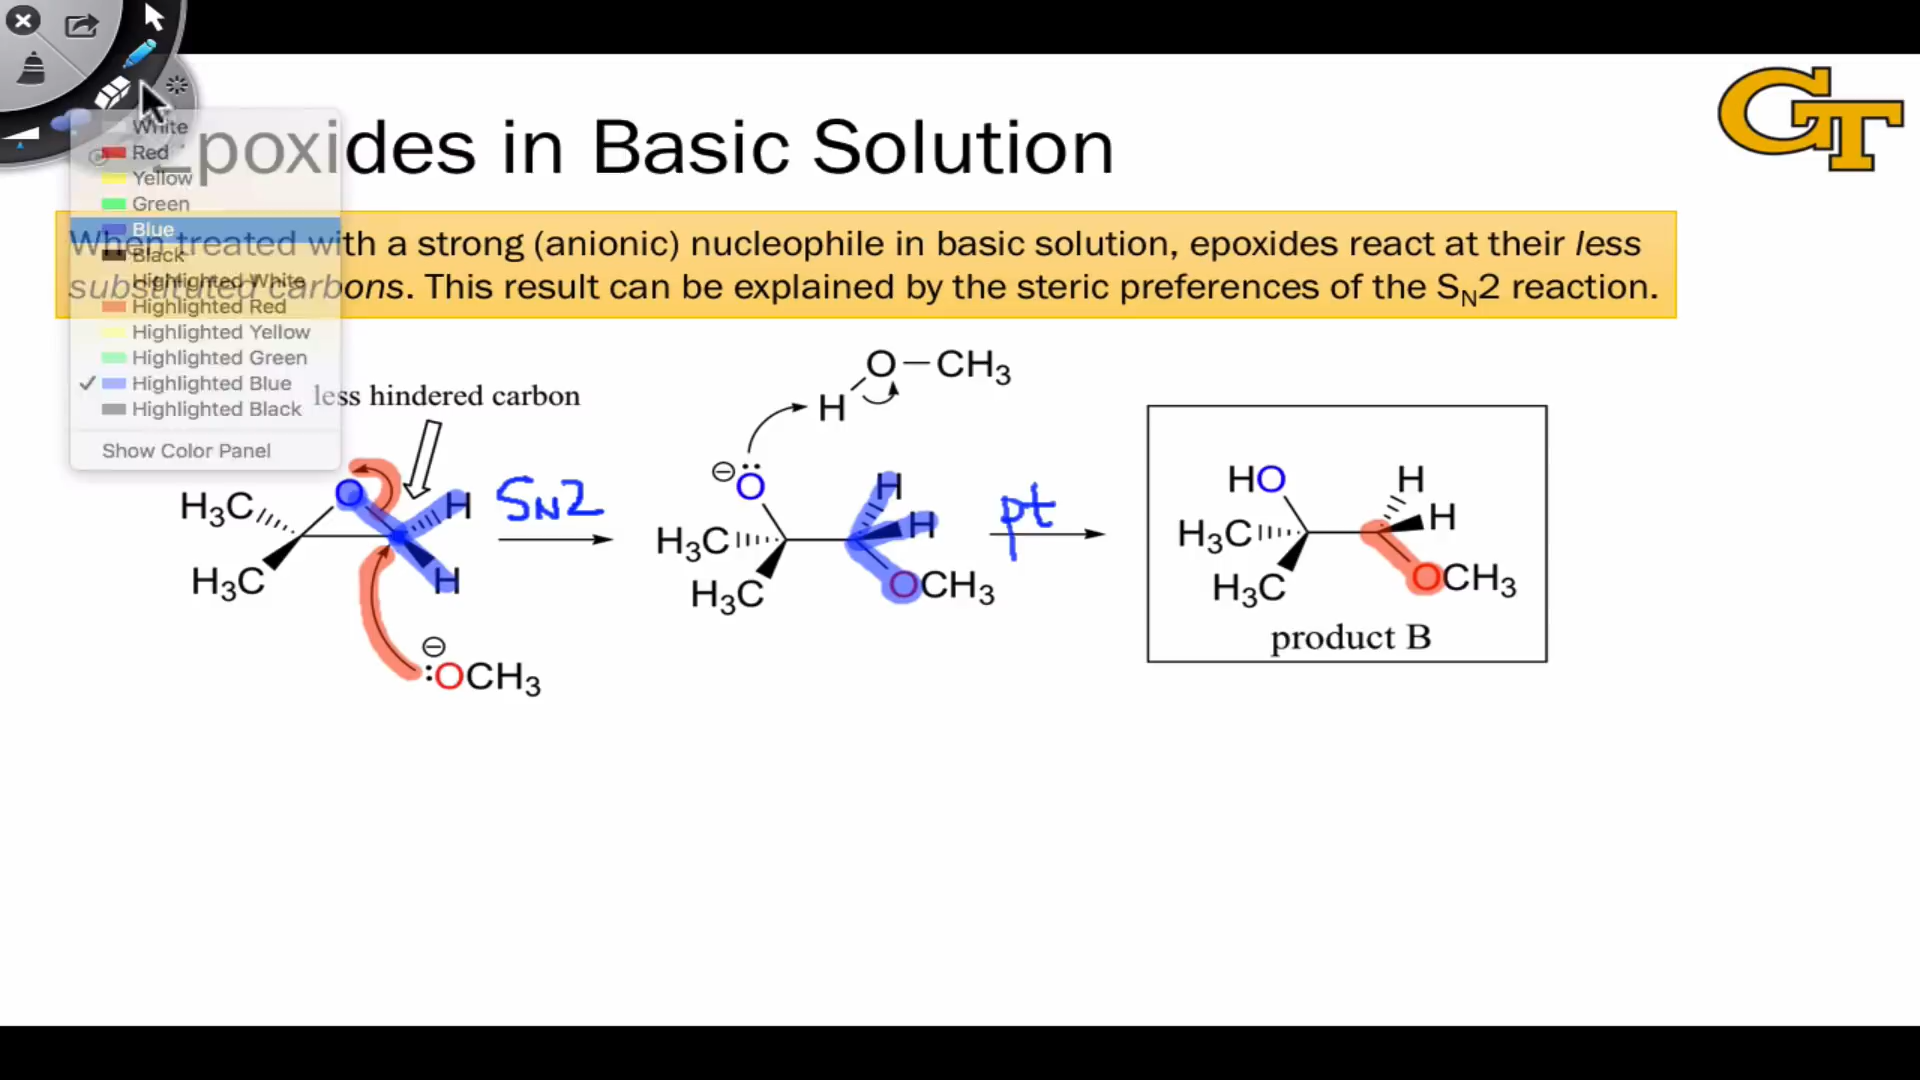 GT
Epoxides in Basic Solution
When treated with a strong (anionic) nucleophile in basic solution, epoxides react at their less
substituted carbons. This result can be explained by the steric preferences of the SN2 reaction.
White
Red
Yellow
Green
Blue
Black
Highlighted White
Highlighted Red
Highlighted Yellow
Highlighted Green
✓ Highlighted Blue
Highlighted Black
Show Color Panel
less hindered carbon
O
H3C
H
H3C
H
⊖
:OCH3
SN2
O—CH3
H
⊖
O
H
H3C
H
H3C
OCH3
pt
HO
H
H3C
H
H3C
OCH3
product B